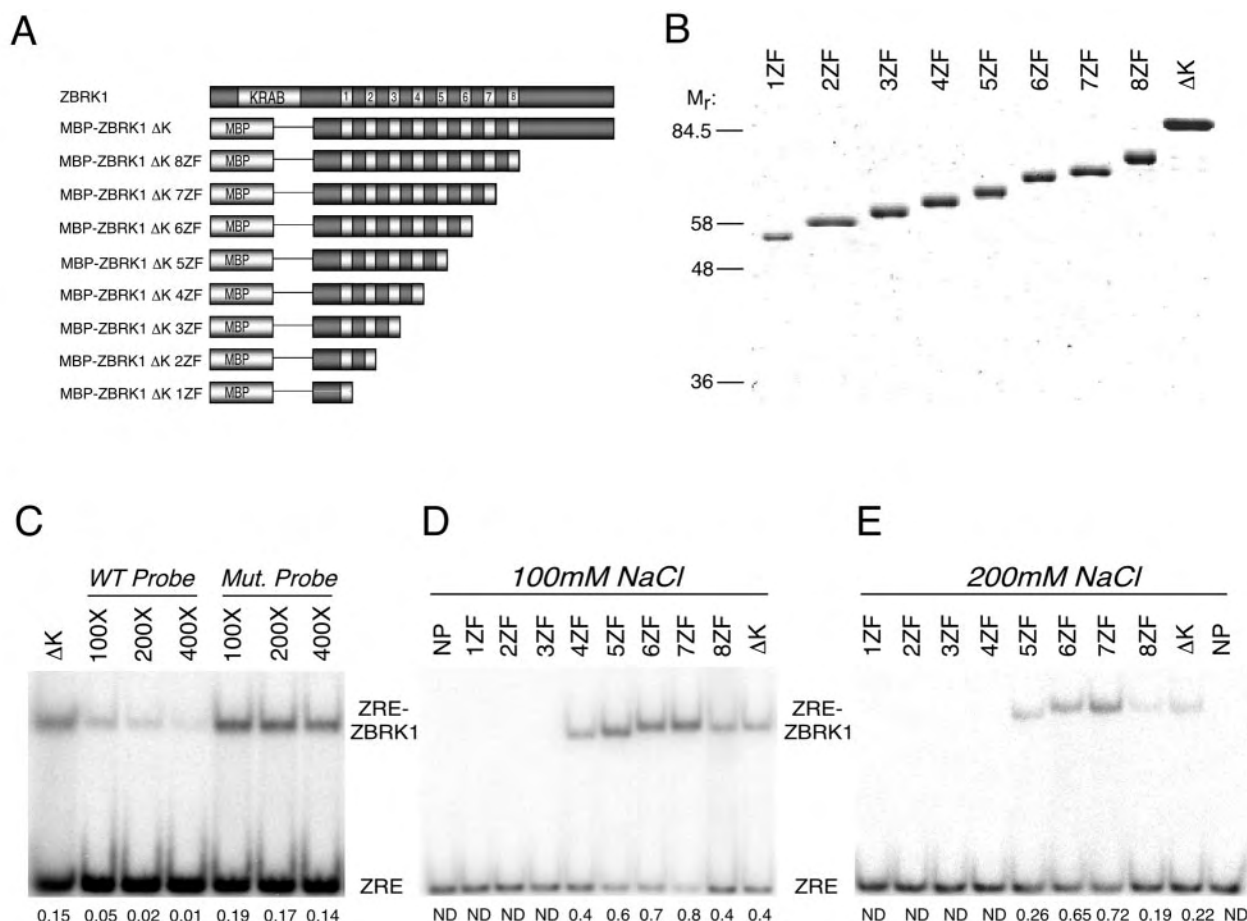 A
ZBRK1
KRAB 1 2 3 4 5 6 7 8
MBP-ZBRK1 ΔK
MBP
MBP-ZBRK1 ΔK 8ZF
MBP
MBP-ZBRK1 ΔK 7ZF
MBP
MBP-ZBRK1 ΔK 6ZF
MBP
MBP-ZBRK1 ΔK 5ZF
MBP
MBP-ZBRK1 ΔK 4ZF
MBP
MBP-ZBRK1 ΔK 3ZF
MBP
MBP-ZBRK1 ΔK 2ZF
MBP
MBP-ZBRK1 ΔK 1ZF
MBP
B
1ZF 2ZF 3ZF 4ZF 5ZF 6ZF 7ZF 8ZF ΔK
Mr:
84.5
58
48
36
C
WT Probe Mut. Probe
ΔK 100X 200X 400X 100X 200X 400X
ZRE-
ZBRK1
ZRE
0.15 0.05 0.02 0.01 0.19 0.17 0.14
D
100mM NaCl
NP 1ZF 2ZF 3ZF 4ZF 5ZF 6ZF 7ZF 8ZF ΔK
ZRE-
ZBRK1
ZRE
ND ND ND ND 0.4 0.6 0.7 0.8 0.4 0.4
E
200mM NaCl
1ZF 2ZF 3ZF 4ZF 5ZF 6ZF 7ZF 8ZF ΔK NP
ND ND ND ND 0.26 0.65 0.72 0.19 0.22 ND